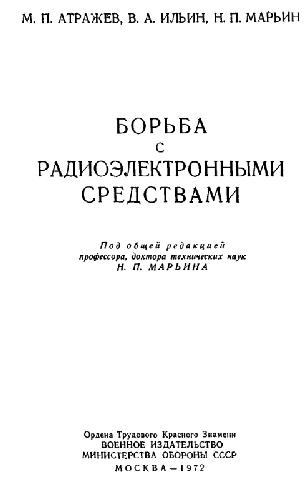 М. П. АТРАЖЕВ, В. А. ИЛЬИН, Н. П. МАРЬИН
БОРЬБА
С
РАДИОЭЛЕКТРОННЫМИ
СРЕДСТВАМИ
Под общей редакцией
профессора, доктора технических наук
Н. П. МАРЬИНА
Ордена Трудового Красного Знамени
ВОЕННОЕ ИЗДАТЕЛЬСТВО
МИНИСТЕРСТВА ОБОРОНЫ СССР
МОСКВА — 1972